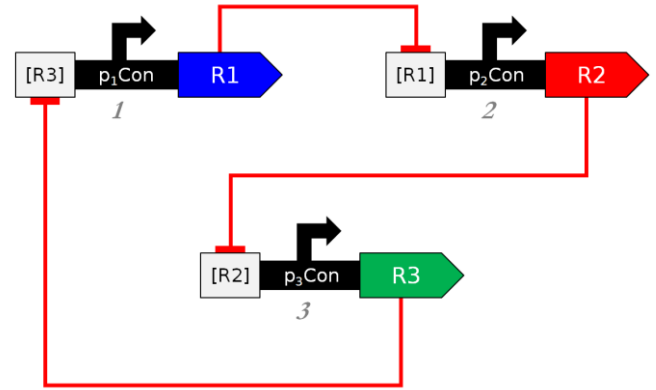 [R3] p₁Con R1
1
[R1] p₂Con R2
2
[R2] p₃Con R3
3